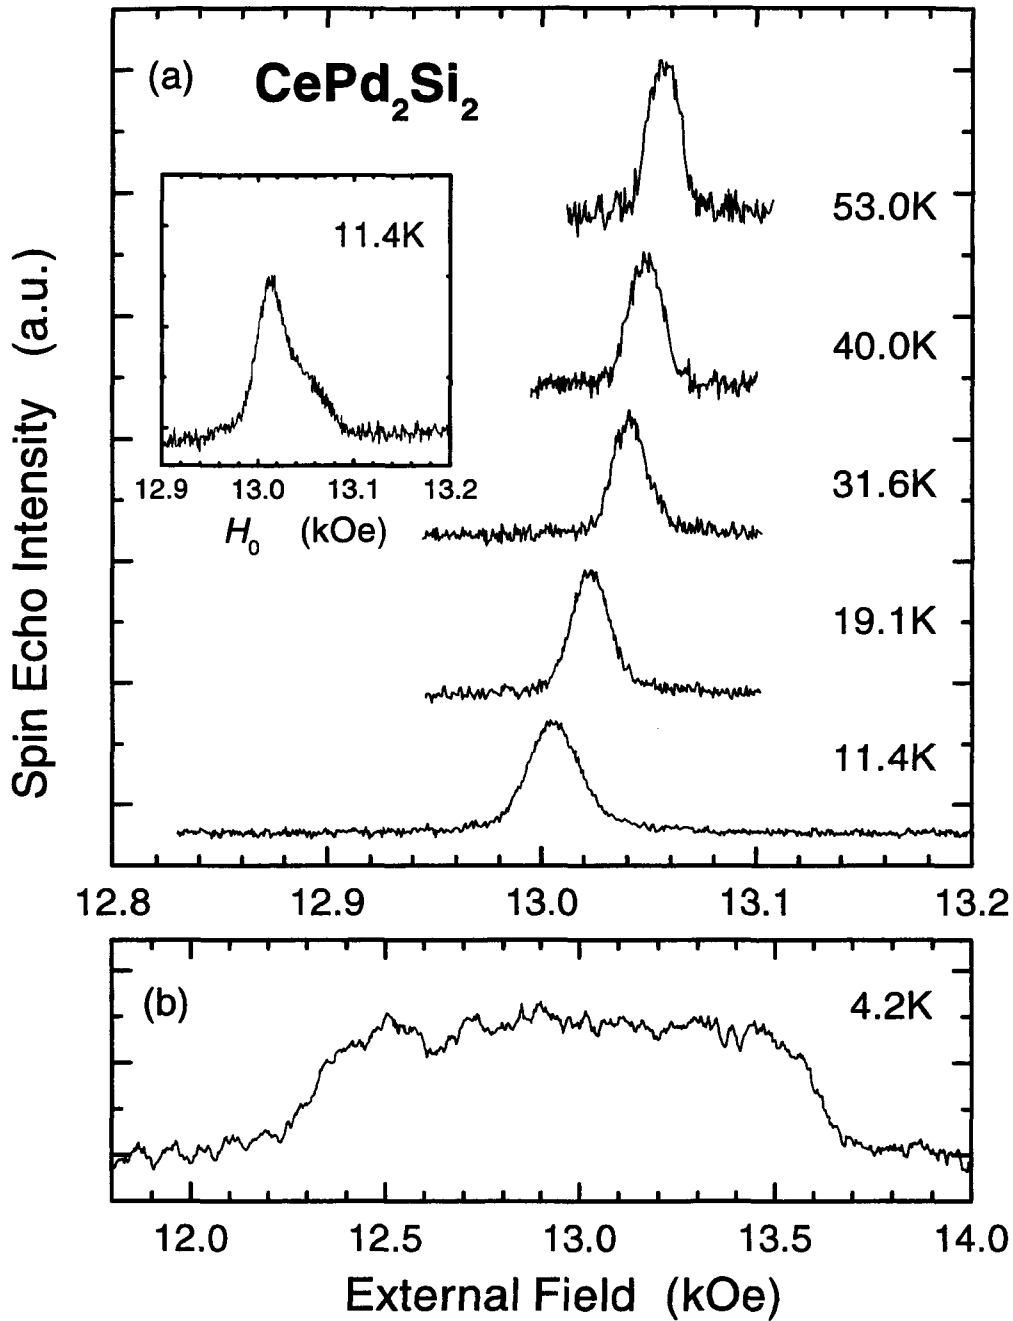 (a) CePd₂Si₂
53.0K
11.4K
40.0K
31.6K
12.9 13.0 13.1 13.2
H₀ (kOe)
19.1K
11.4K
12.8 12.9 13.0 13.1 13.2
Spin Echo Intensity (a.u.)
(b) 4.2K
12.0 12.5 13.0 13.5 14.0
External Field (kOe)